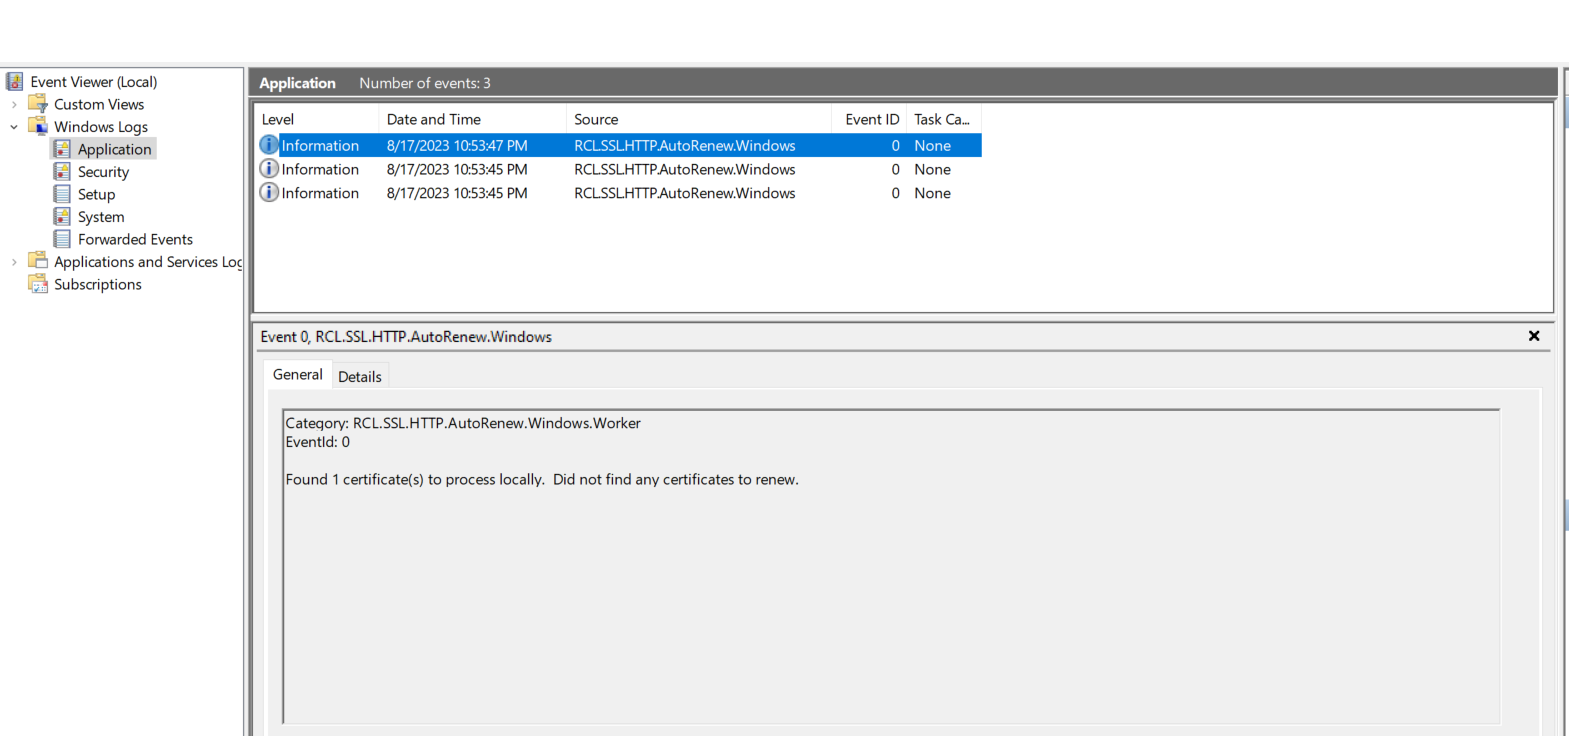 Event Viewer (Local)
Custom Views
Windows Logs
Application
Security
Setup
System
Forwarded Events
Applications and Services Log
Subscriptions
Application Number of events: 3
Level Date and Time Source Event ID Task Ca...
Information 8/17/2023 10:53:47 PM RCL.SSL.HTTP.AutoRenew.Windows 0 None
Information 8/17/2023 10:53:45 PM RCL.SSL.HTTP.AutoRenew.Windows 0 None
Information 8/17/2023 10:53:45 PM RCL.SSL.HTTP.AutoRenew.Windows 0 None
Event 0, RCL.SSL.HTTP.AutoRenew.Windows
General Details
Category: RCL.SSL.HTTP.AutoRenew.Windows.Worker
EventId: 0
Found 1 certificate(s) to process locally.  Did not find any certificates to renew.